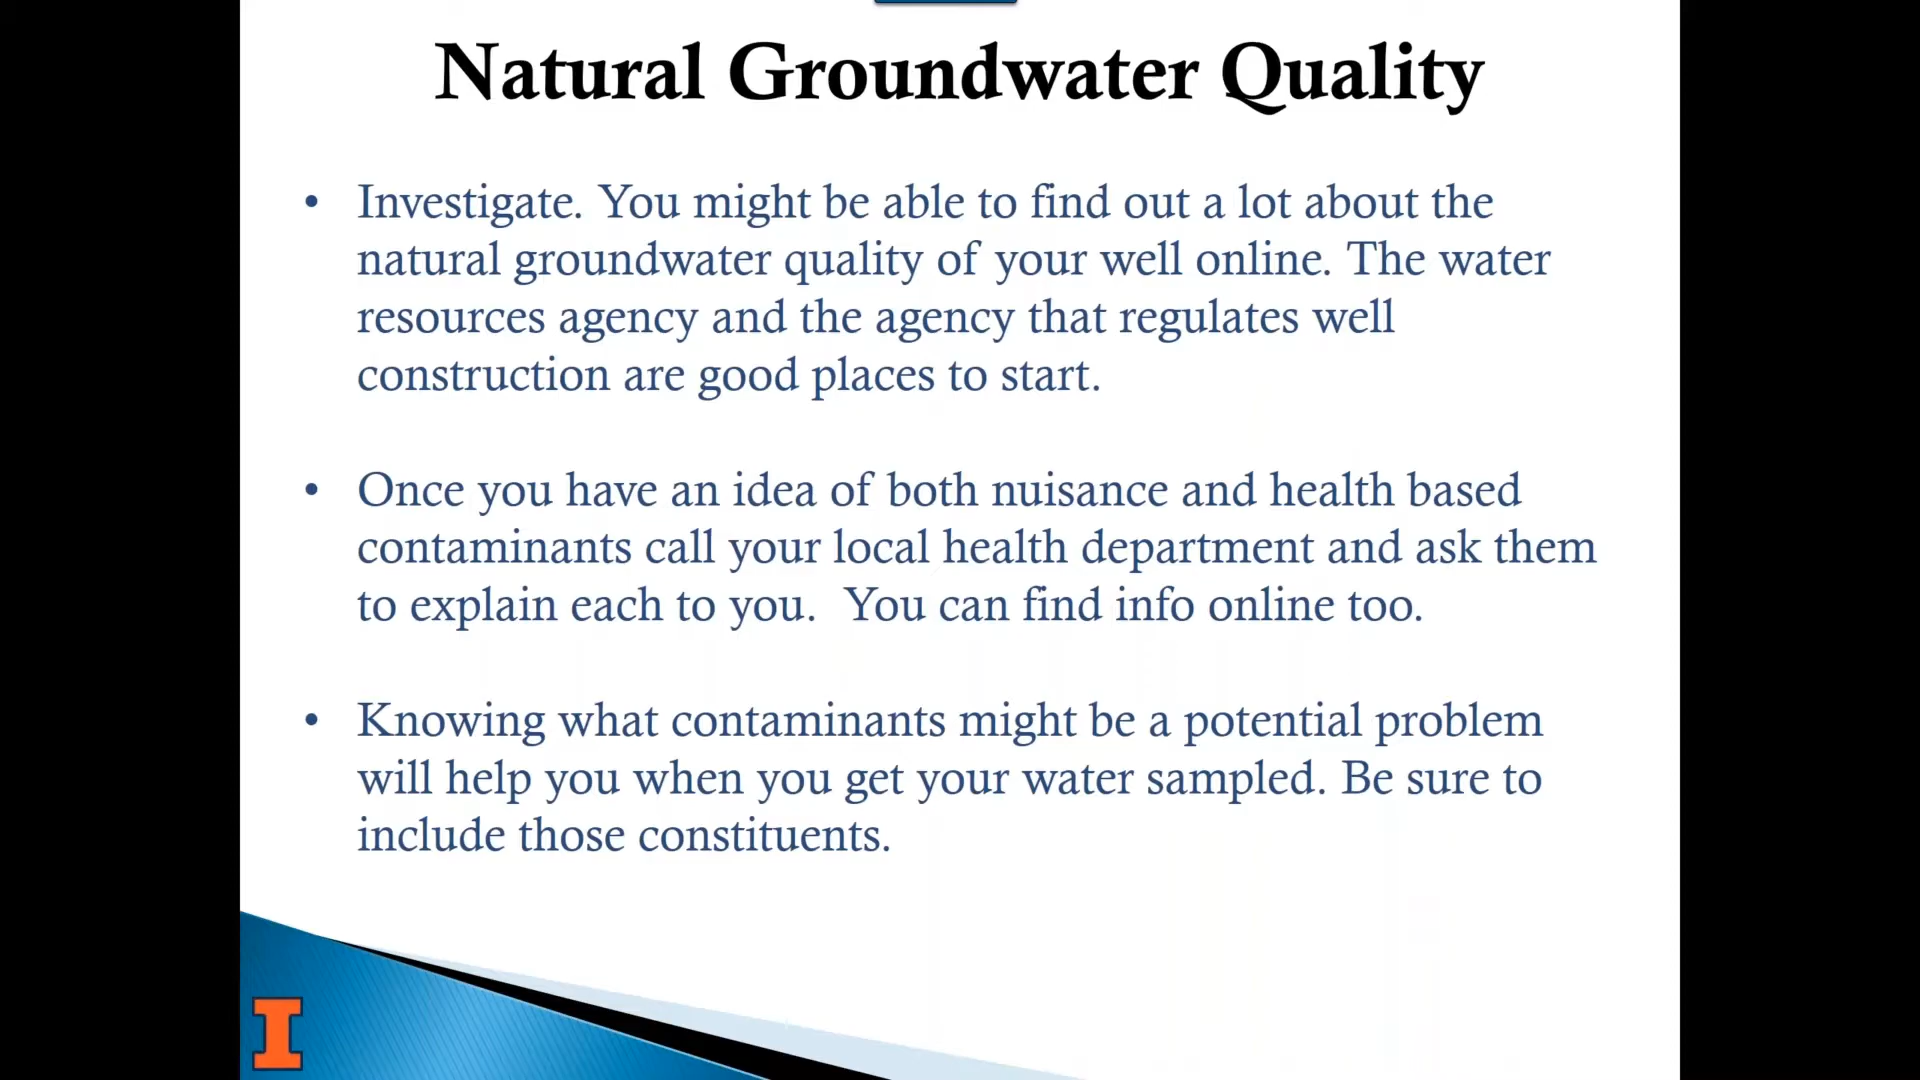 Natural Groundwater Quality
• Investigate. You might be able to find out a lot about the
natural groundwater quality of your well online. The water
resources agency and the agency that regulates well
construction are good places to start.
• Once you have an idea of both nuisance and health based
contaminants call your local health department and ask them
to explain each to you.  You can find info online too.
• Knowing what contaminants might be a potential problem
will help you when you get your water sampled. Be sure to
include those constituents.
I